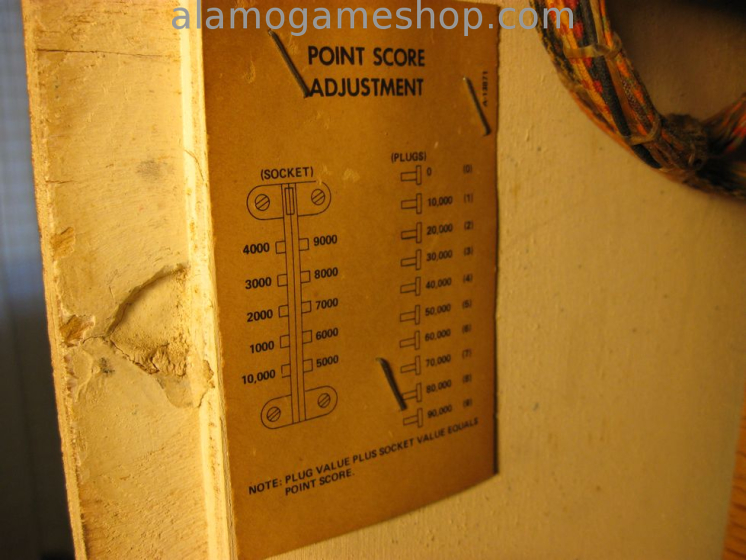 alamogameshop.com
POINT SCORE
ADJUSTMENT
A-13871
(SOCKET)
4000 9000
3000 8000
2000 7000
1000 6000
10,000 5000
(PLUGS)
0 (0)
10,000 (1)
20,000 (2)
30,000 (3)
40,000 (4)
50,000 (5)
60,000 (6)
70,000 (7)
80,000 (8)
90,000 (9)
NOTE: PLUG VALUE PLUS SOCKET VALUE EQUALS
POINT SCORE.